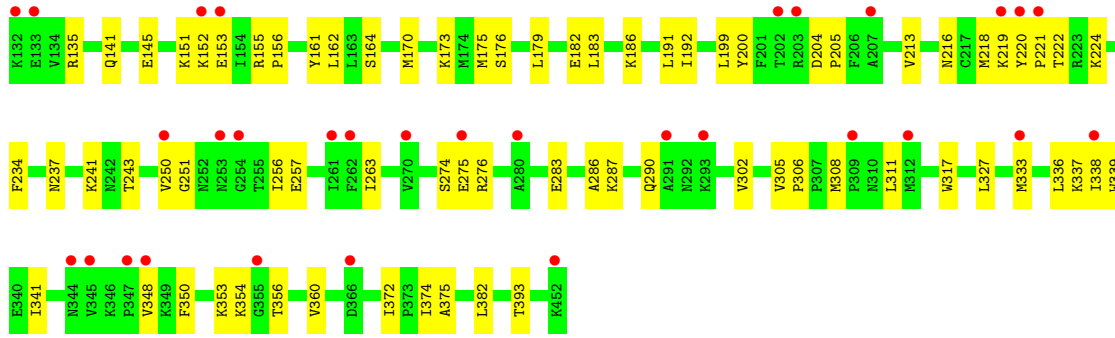 K132 E133 V134 R135 Q141 E145 K151 K152 E153 I154 R155 P156 Y161 L162 L163 S164 M170 K173 M174 M175 S176 L179 E182 L183 K186 L191 I192 L199 Y200 F201 T202 R203 D204 P205 F206 A207 V213 N216 C217 M218 K219 Y220 P221 T222 R223 K224
F234 N237 K241 N242 T243 V250 G251 N252 N253 G254 T255 I256 E257 I261 F262 I263 V270 S274 E275 R276 A280 E283 A286 K287 Q290 A291 N292 K293 V302 V305 P306 P307 M308 P309 N310 L311 M312 W317 L327 M333 L336 K337 I338
E340 I341 N344 V345 K346 P347 V348 K349 F350 K353 K354 G355 T356 V360 D366 I372 P373 I374 A375 L382 T393 K452